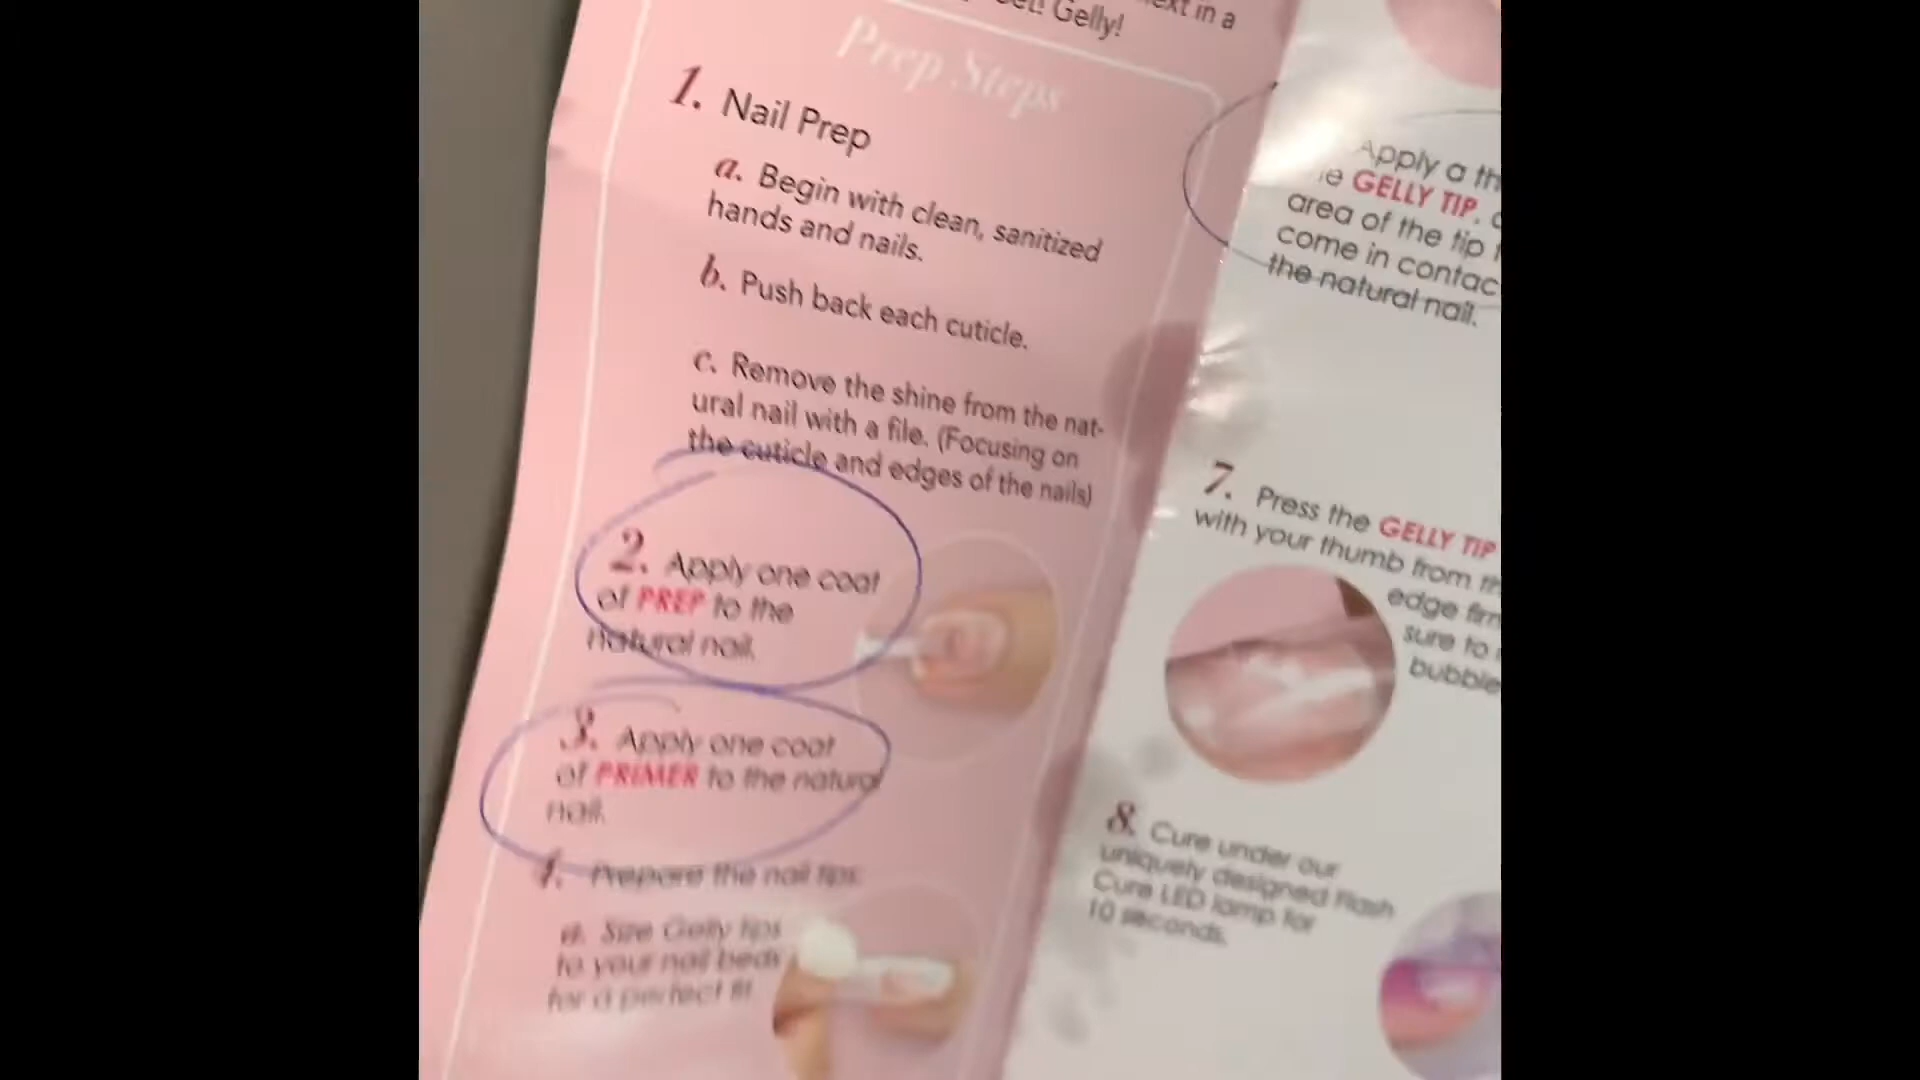 ext in a
Gelly!
Prep Steps
1. Nail Prep
a. Begin with clean, sanitized
hands and nails.
b. Push back each cuticle.
c. Remove the shine from the nat-
ural nail with a file. (Focusing on
the cuticle and edges of the nails)
2. Apply one coat
of PREP to the
natural nail.
3. Apply one coat
of PRIMER to the natural
nail.
4. Prepare the nail tips
a. Size Gelly tips
to your nail beds
for a perfect fit
Apply a th
GELLY TIP,
area of the tip
come in contac
the natural nail.
7. Press the GELLY TIP
with your thumb from th
edge firm
sure to
bubble
8. Cure under our
uniquely designed Flash
Cure LED lamp for
10 seconds.